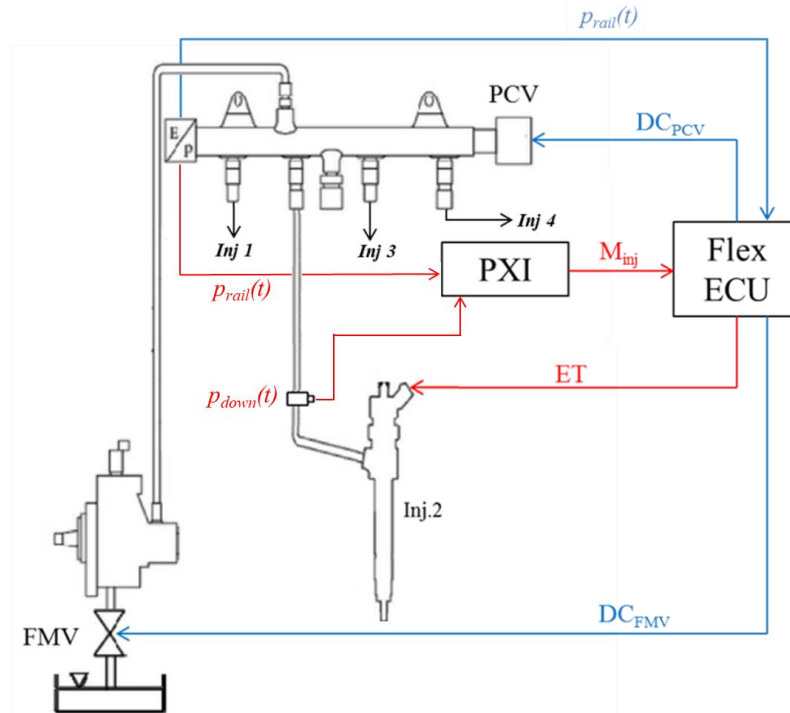 p_rail(t)
PCV
E
p
DC_PCV
Inj 1
Inj 3
Inj 4
PXI
M_inj
Flex
ECU
p_rail(t)
ET
p_down(t)
Inj.2
DC_FMV
FMV